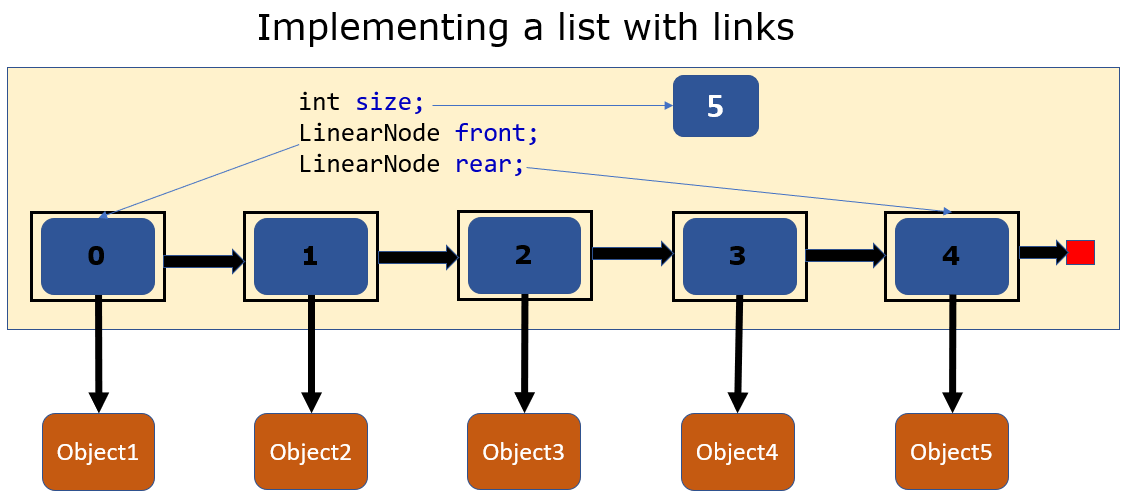 Implementing a list with links
int size;
5
LinearNode front;
LinearNode rear;
0
1
2
3
4
Object1
Object2
Object3
Object4
Object5